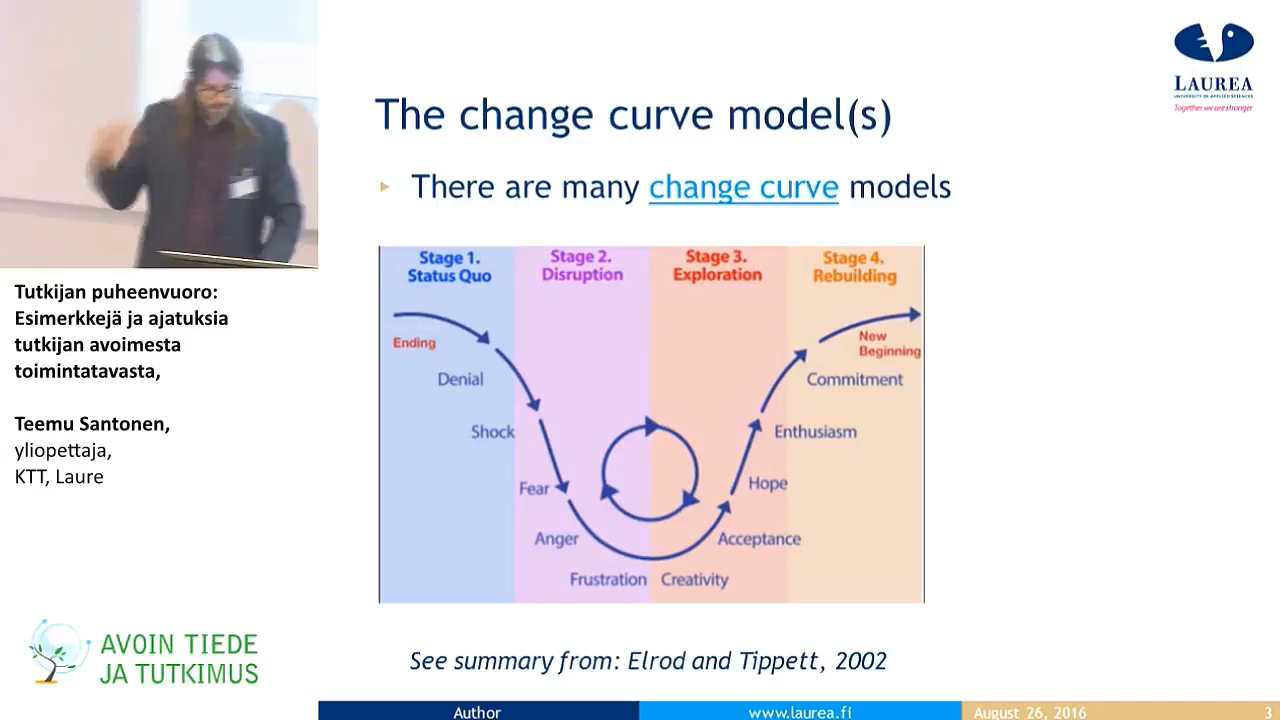 LAUREA
UNIVERSITY OF APPLIED SCIENCES
Together we are stronger
The change curve model(s)
There are many change curve models
Stage 1.
Status Quo
Stage 2.
Disruption
Stage 3.
Exploration
Stage 4.
Rebuilding
Ending
Denial
Shock
Fear
Anger
Frustration
Creativity
Acceptance
Hope
Enthusiasm
Commitment
New
Beginning
See summary from: Elrod and Tippett, 2002
Tutkijan puheenvuoro:
Esimerkkejä ja ajatuksia
tutkijan avoimesta
toimintatavasta,
Teemu Santonen,
yliopettaja,
KTT, Laure
AVOIN TIEDE
JA TUTKIMUS
Author
www.laurea.fi
August 26, 2016
3